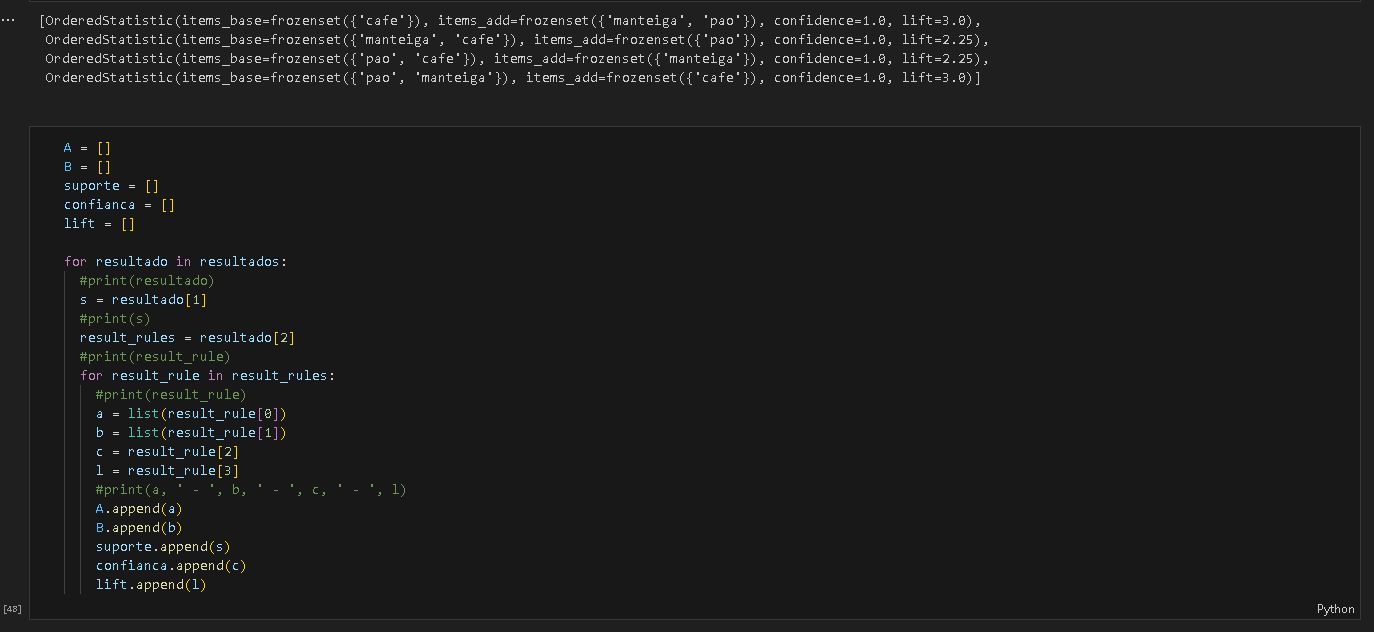 [OrderedStatistic(items_base=frozenset({'cafe'}), items_add=frozenset({'manteiga', 'pao'}), confidence=1.0, lift=3.0),
 OrderedStatistic(items_base=frozenset({'manteiga', 'cafe'}), items_add=frozenset({'pao'}), confidence=1.0, lift=2.25),
 OrderedStatistic(items_base=frozenset({'pao', 'cafe'}), items_add=frozenset({'manteiga'}), confidence=1.0, lift=2.25),
 OrderedStatistic(items_base=frozenset({'pao', 'manteiga'}), items_add=frozenset({'cafe'}), confidence=1.0, lift=3.0)]
A = []
B = []
suporte = []
confianca = []
lift = []

for resultado in resultados:
  #print(resultado)
  s = resultado[1]
  #print(s)
  result_rules = resultado[2]
  #print(result_rule)
  for result_rule in result_rules:
    #print(result_rule)
    a = list(result_rule[0])
    b = list(result_rule[1])
    c = result_rule[2]
    l = result_rule[3]
    #print(a, ' - ', b, ' - ', c, ' - ', l)
    A.append(a)
    B.append(b)
    suporte.append(s)
    confianca.append(c)
    lift.append(l)
[48]
Python